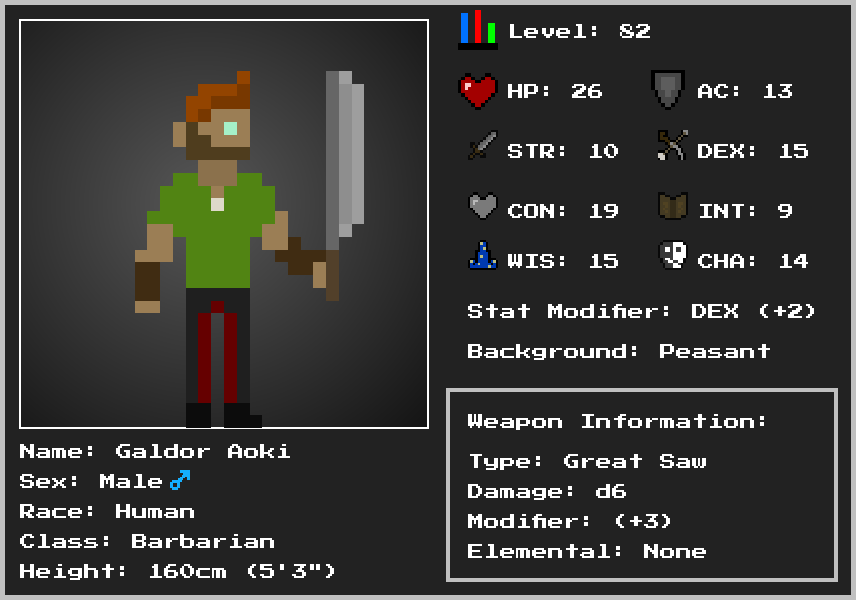 Level: 82
HP: 26 AC: 13
STR: 10 DEX: 15
CON: 19 INT: 9
WIS: 15 CHA: 14
Stat Modifier: DEX (+2)
Background: Peasant
Weapon Information:
Type: Great Saw
Damage: d6
Modifier: (+3)
Elemental: None
Name: Galdor Aoki
Sex: Male♂
Race: Human
Class: Barbarian
Height: 160cm (5'3")